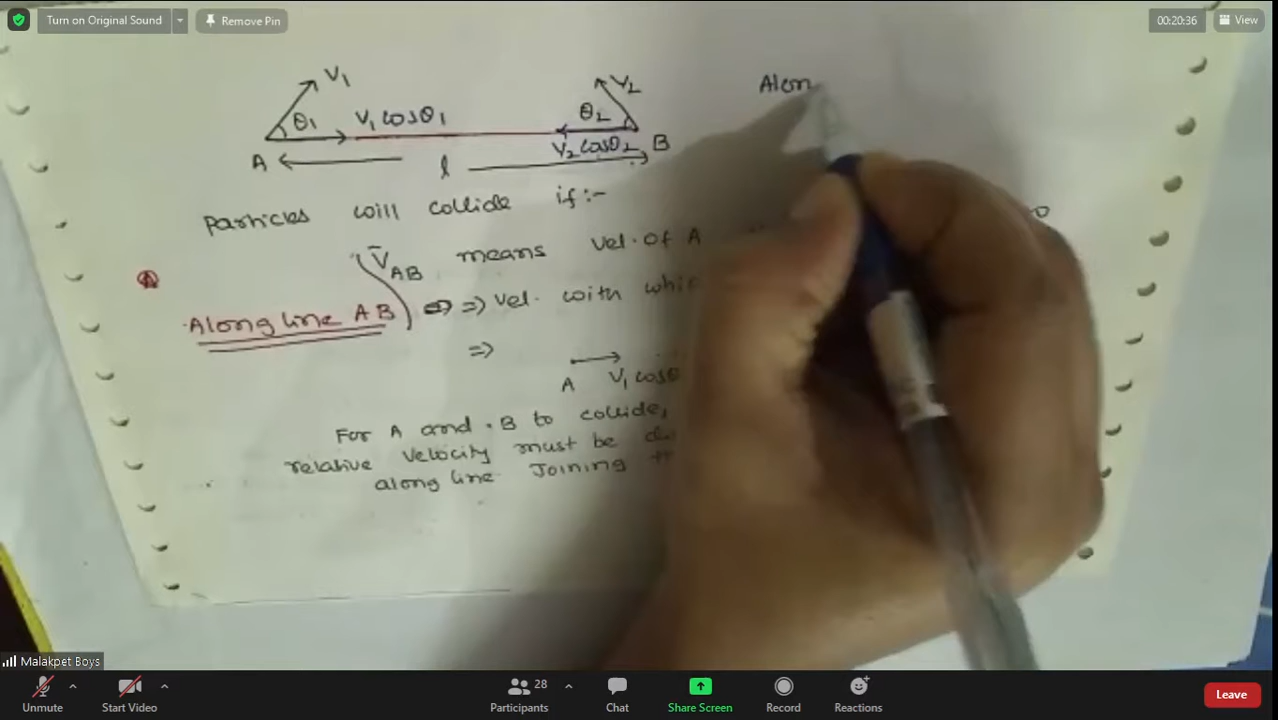 Turn on Original Sound
Remove Pin
00:20:36
View
V1
V2
Alon
θ1
V1 cosθ1
θ2
A
V2 cosθ2
B
l
Particles will collide if:-
V̄AB means Vel. of A
Along line AB => Vel. with whic
=>
A V1 cosθ
For A and B to collide,
relative velocity must be di
along line Joining th
Malakpet Boys
28
Unmute
Start Video
Participants
Chat
Share Screen
Record
Reactions
Leave